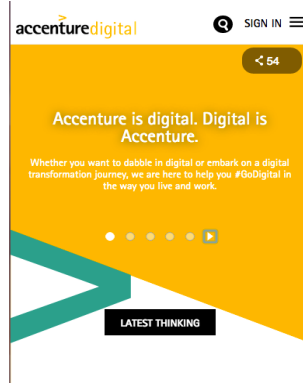 accenturedigital
SIGN IN
54
Accenture is digital. Digital is
Accenture.
Whether you want to dabble in digital or embark on a digital
transformation journey, we are here to help you #GoDigital in
the way you live and work.
LATEST THINKING